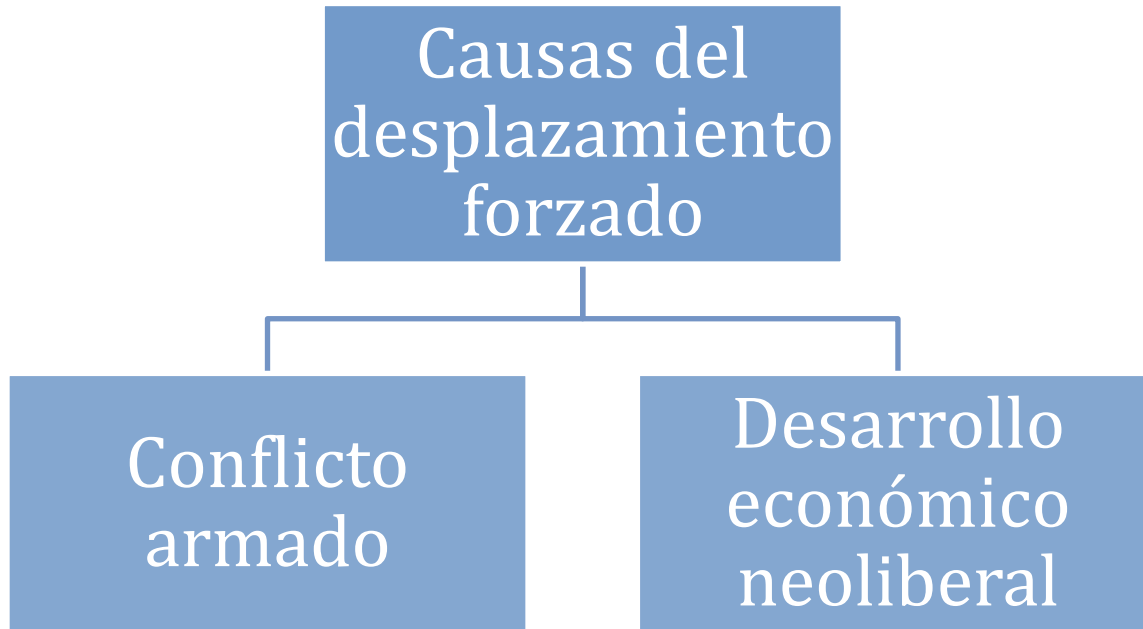 Causas del
desplazamiento
forzado
Conflicto
armado
Desarrollo
económico
neoliberal